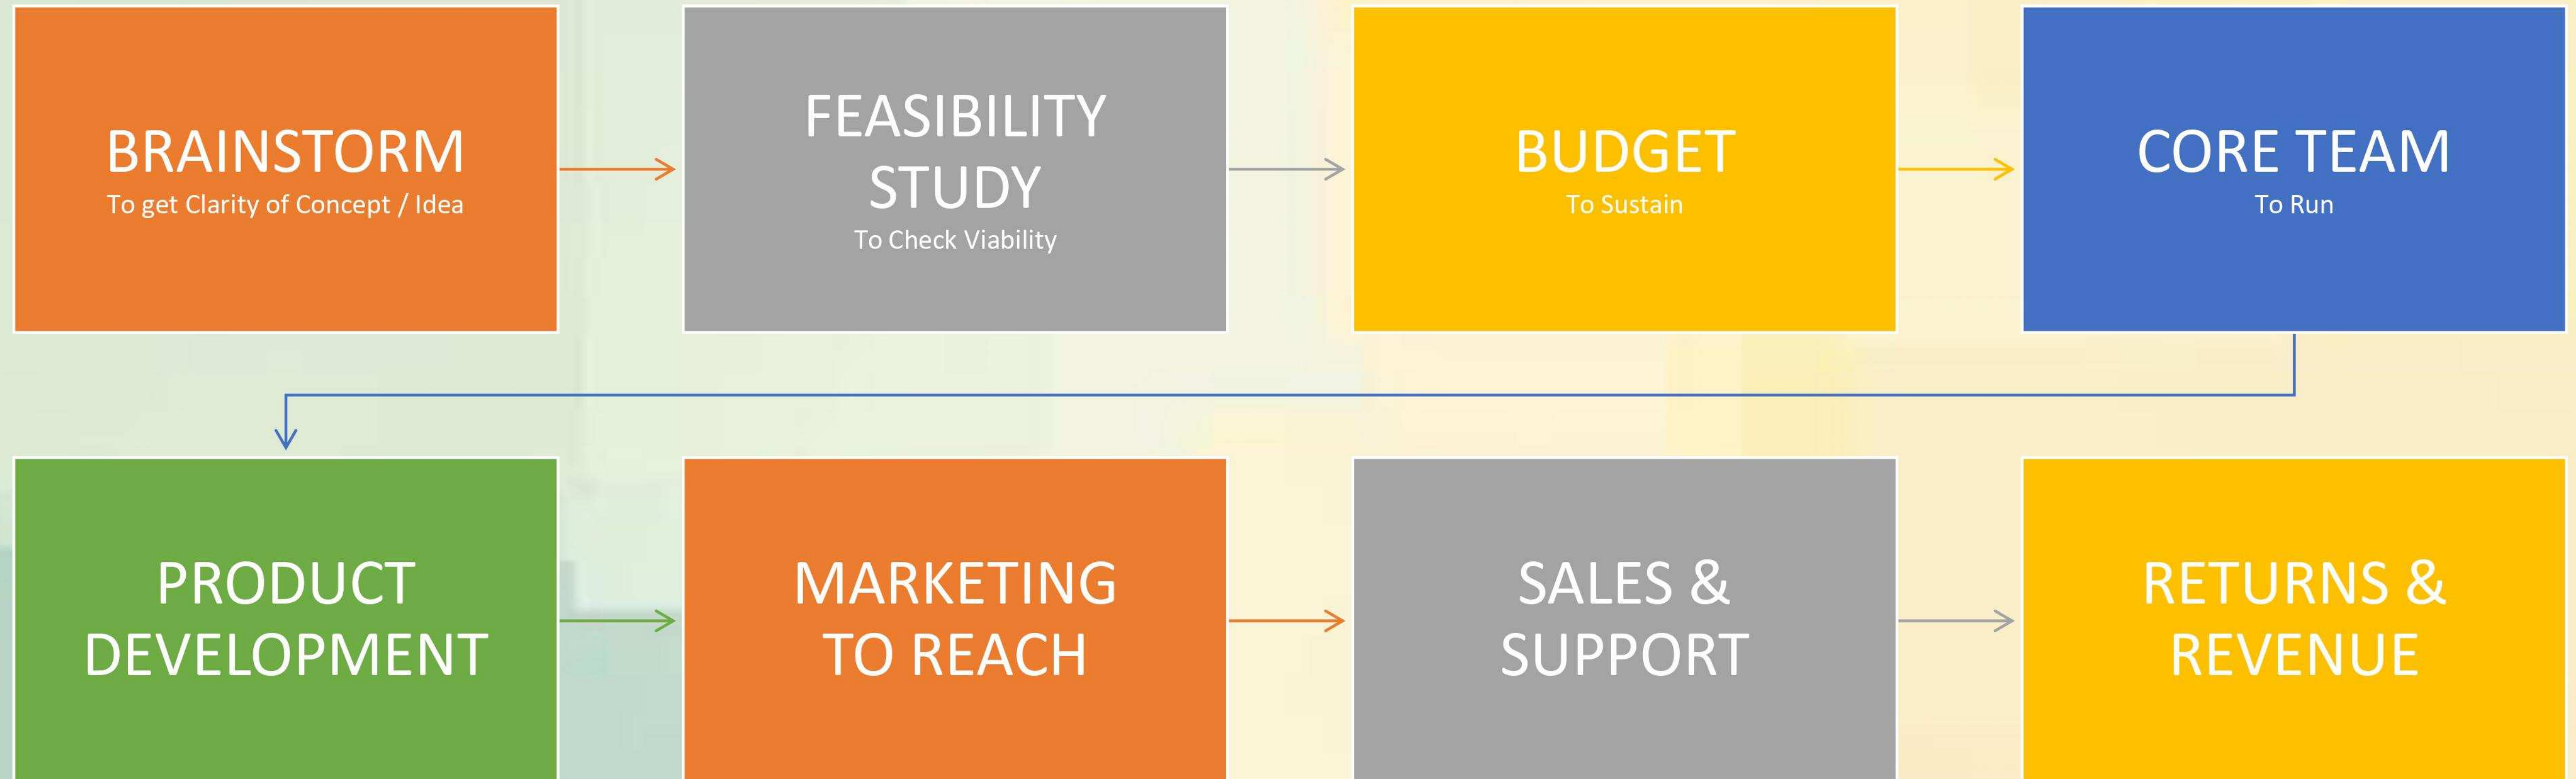 BRAINSTORM
To get Clarity of Concept / Idea
FEASIBILITY
STUDY
To Check Viability
BUDGET
To Sustain
CORE TEAM
To Run
PRODUCT
DEVELOPMENT
MARKETING
TO REACH
SALES &
SUPPORT
RETURNS &
REVENUE